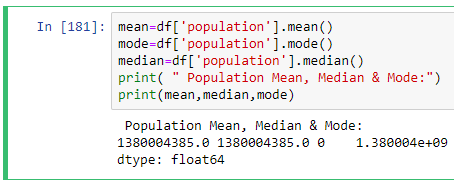 In [181]: mean=df['population'].mean()
mode=df['population'].mode()
median=df['population'].median()
print( " Population Mean, Median & Mode:")
print(mean,median,mode)
Population Mean, Median & Mode:
1380004385.0 1380004385.0 0    1.380004e+09
dtype: float64